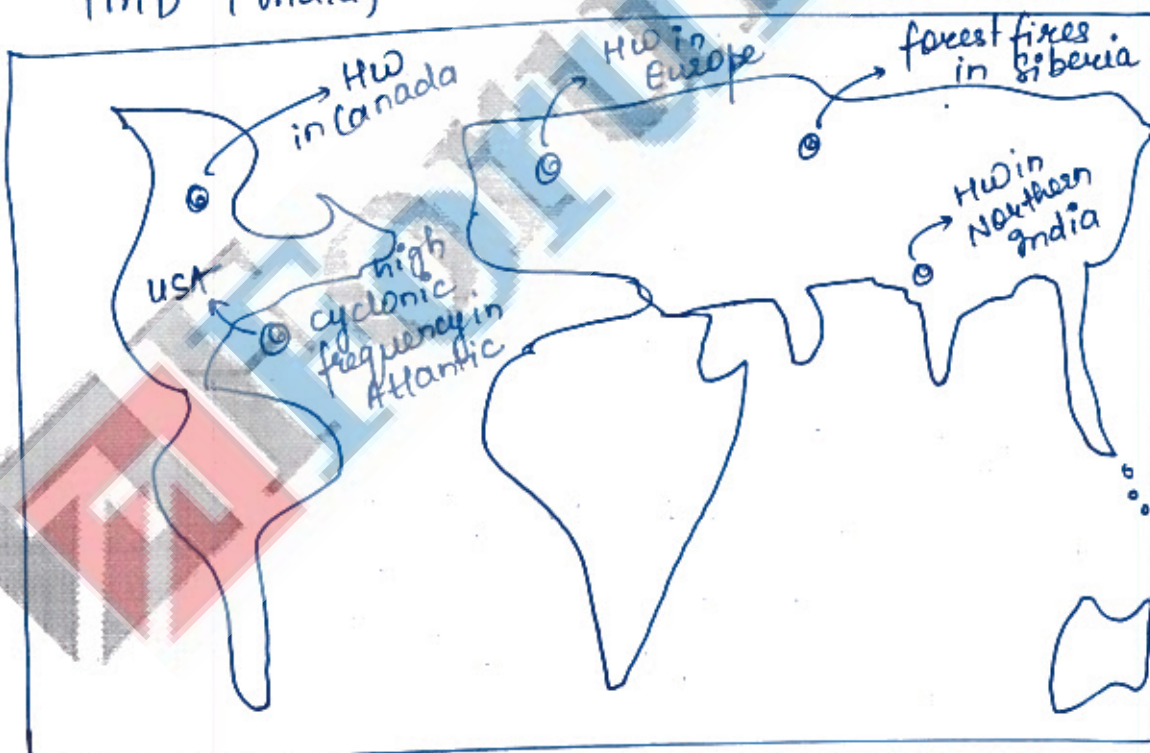 HW
in Canada
HW in
Europe
forest fires
in Siberia
HW in
Northern
India
USA
high
cyclonic
frequency in
Atlantic